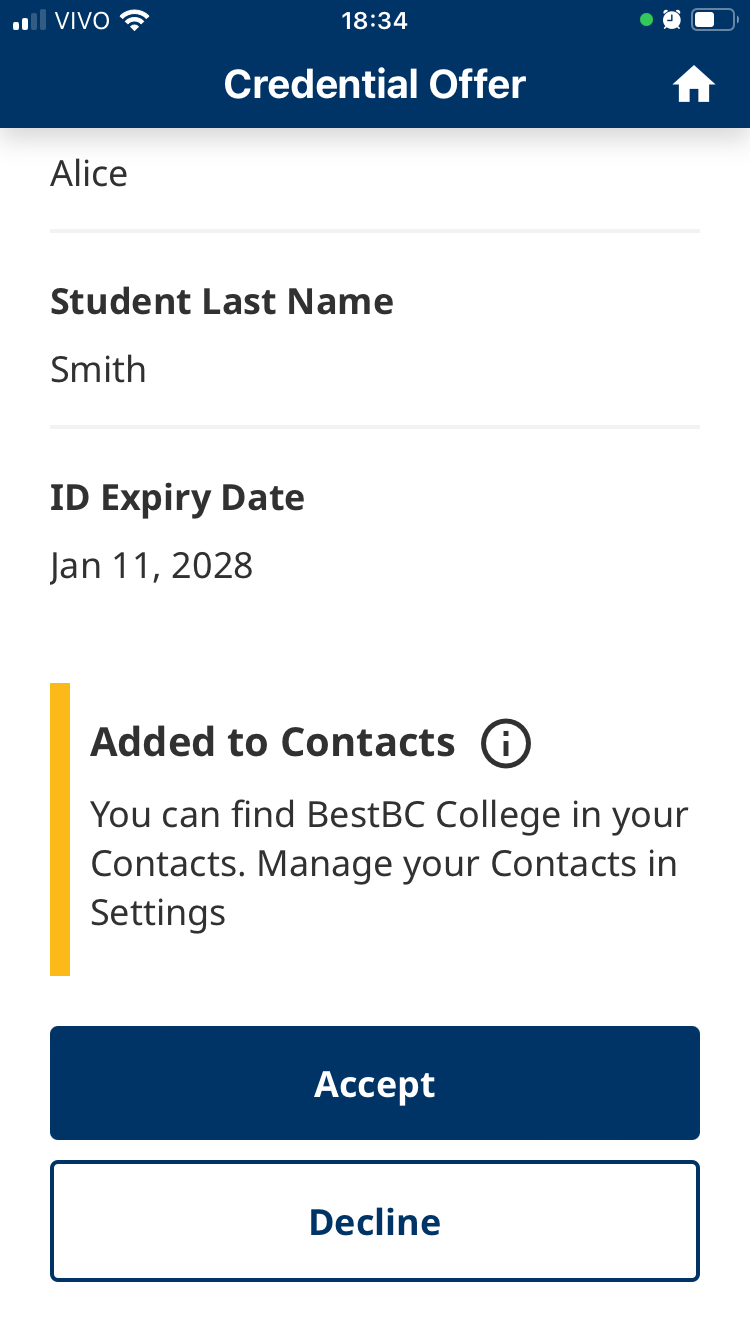 VIVO 18:34
Credential Offer
Alice
Student Last Name
Smith
ID Expiry Date
Jan 11, 2028
Added to Contacts
You can find BestBC College in your
Contacts. Manage your Contacts in
Settings
Accept
Decline